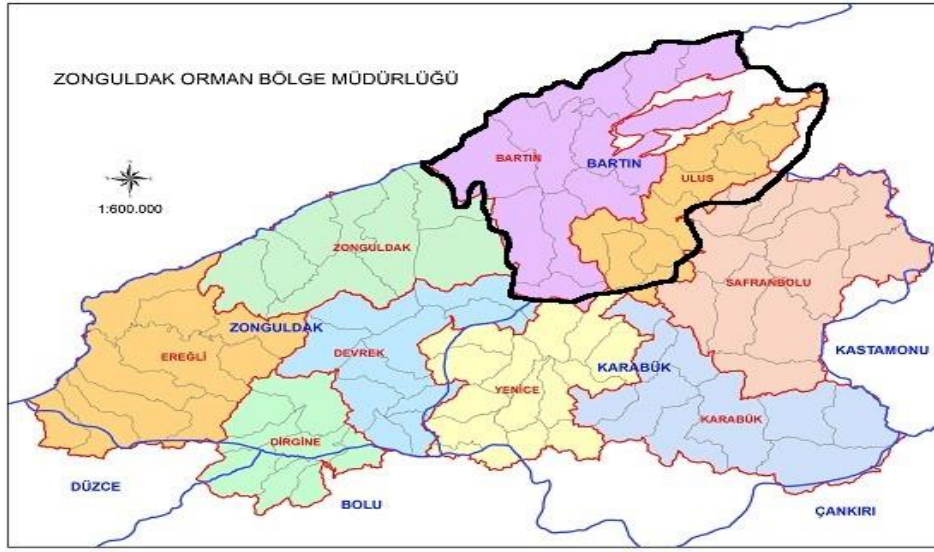 ZONGULDAK ORMAN BÖLGE MÜDÜRLÜĞÜ
1:600.000
BARTIN
BARTIN
ULUS
ZONGULDAK
SAFRANBOLU
ZONGULDAK
EREĞLİ
DEVREK
KARABÜK
KASTAMONU
YENİCE
KARABÜK
DİRGİNE
DÜZCE
BOLU
ÇANKIRI